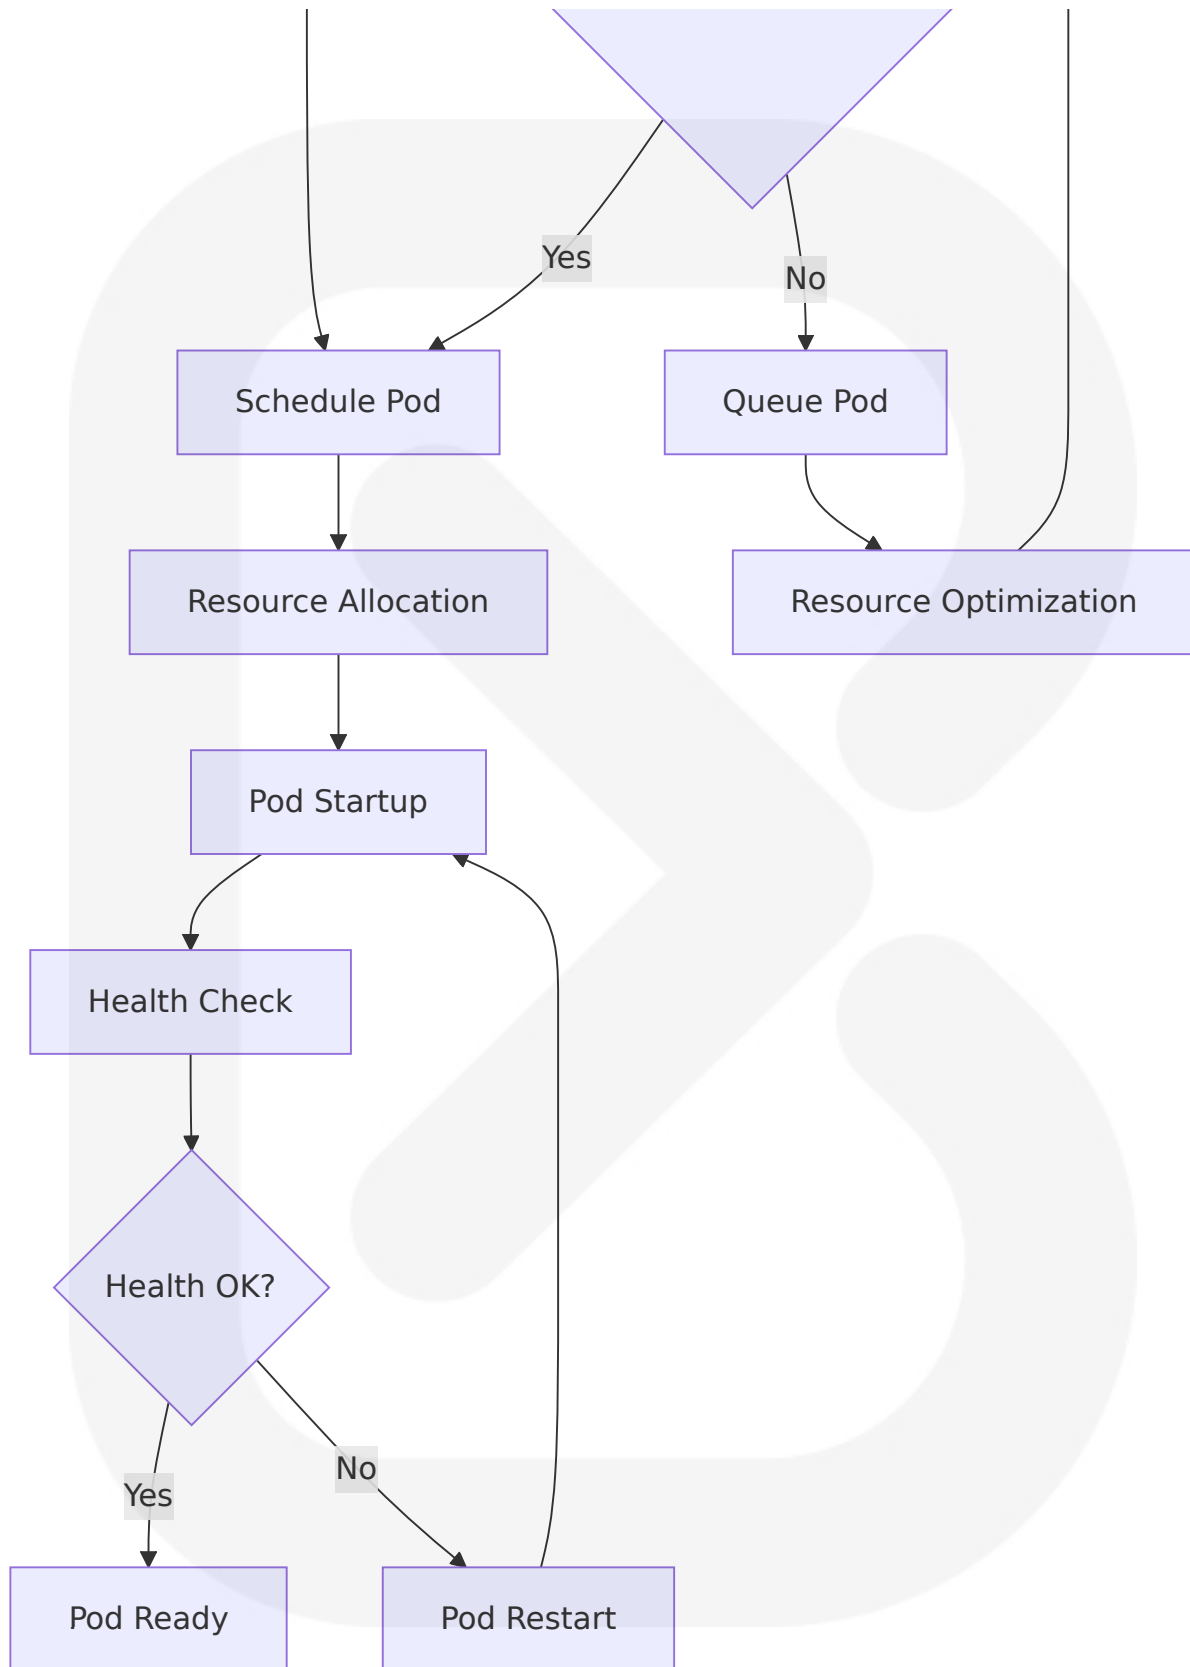 Yes
No
Schedule Pod
Queue Pod
Resource Allocation
Resource Optimization
Pod Startup
Health Check
Health OK?
No
Yes
Pod Ready
Pod Restart